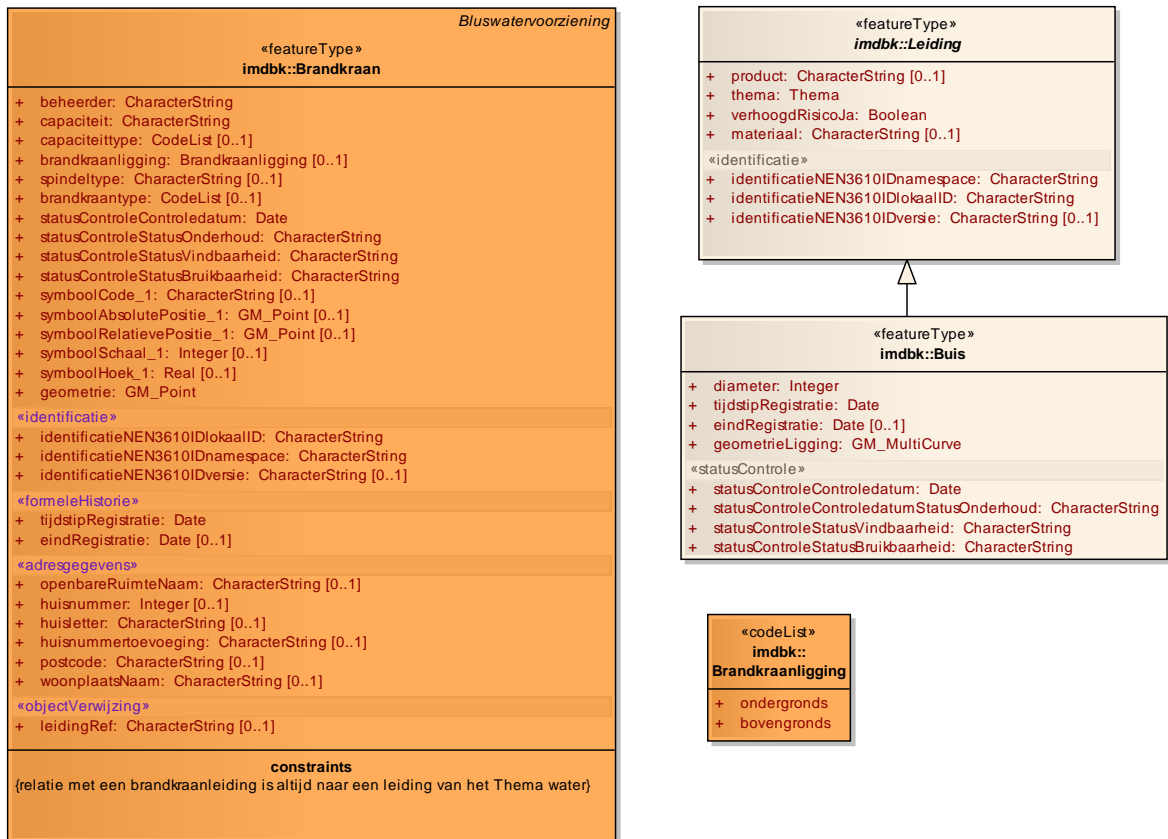 Bluswatervoorziening
«featureType»
imdbk::Brandkraan
+ beheerder: CharacterString
+ capaciteit: CharacterString
+ capaciteittype: CodeList [0..1]
+ brandkraanligging: Brandkraanligging [0..1]
+ spindeltype: CharacterString [0..1]
+ brandkraantype: CodeList [0..1]
+ statusControleControledatum: Date
+ statusControleStatusOnderhoud: CharacterString
+ statusControleStatusVindbaarheid: CharacterString
+ statusControleStatusBruikbaarheid: CharacterString
+ symboolCode_1: CharacterString [0..1]
+ symboolAbsolutePositie_1: GM_Point [0..1]
+ symboolRelatievePositie_1: GM_Point [0..1]
+ symboolSchaal_1: Integer [0..1]
+ symboolHoek_1: Real [0..1]
+ geometrie: GM_Point
«identificatie»
+ identificatieNEN3610IDlokaalID: CharacterString
+ identificatieNEN3610IDnamespace: CharacterString
+ identificatieNEN3610IDversie: CharacterString [0..1]
«formeleHistorie»
+ tijdstipRegistratie: Date
+ eindRegistratie: Date [0..1]
«adresgegevens»
+ openbareRuimteNaam: CharacterString [0..1]
+ huisnummer: Integer [0..1]
+ huisletter: CharacterString [0..1]
+ huisnummertoevoeging: CharacterString [0..1]
+ postcode: CharacterString [0..1]
+ woonplaatsNaam: CharacterString [0..1]
«objectVerwijzing»
+ leidingRef: CharacterString [0..1]
constraints
{relatie met een brandkraanleiding is altijd naar een leiding van het Thema water}
«featureType»
imdbk::Leiding
+ product: CharacterString [0..1]
+ thema: Thema
+ verhoogdRisicoJa: Boolean
+ materiaal: CharacterString [0..1]
«identificatie»
+ identificatieNEN3610IDnamespace: CharacterString
+ identificatieNEN3610IDlokaalID: CharacterString
+ identificatieNEN3610IDversie: CharacterString [0..1]
«featureType»
imdbk::Buis
+ diameter: Integer
+ tijdstipRegistratie: Date
+ eindRegistratie: Date [0..1]
+ geometrieLigging: GM_MultiCurve
«statusControle»
+ statusControleControledatum: Date
+ statusControleControledatumStatusOnderhoud: CharacterString
+ statusControleStatusVindbaarheid: CharacterString
+ statusControleStatusBruikbaarheid: CharacterString
«codeList»
imdbk::
Brandkraanligging
+ ondergronds
+ bovengronds